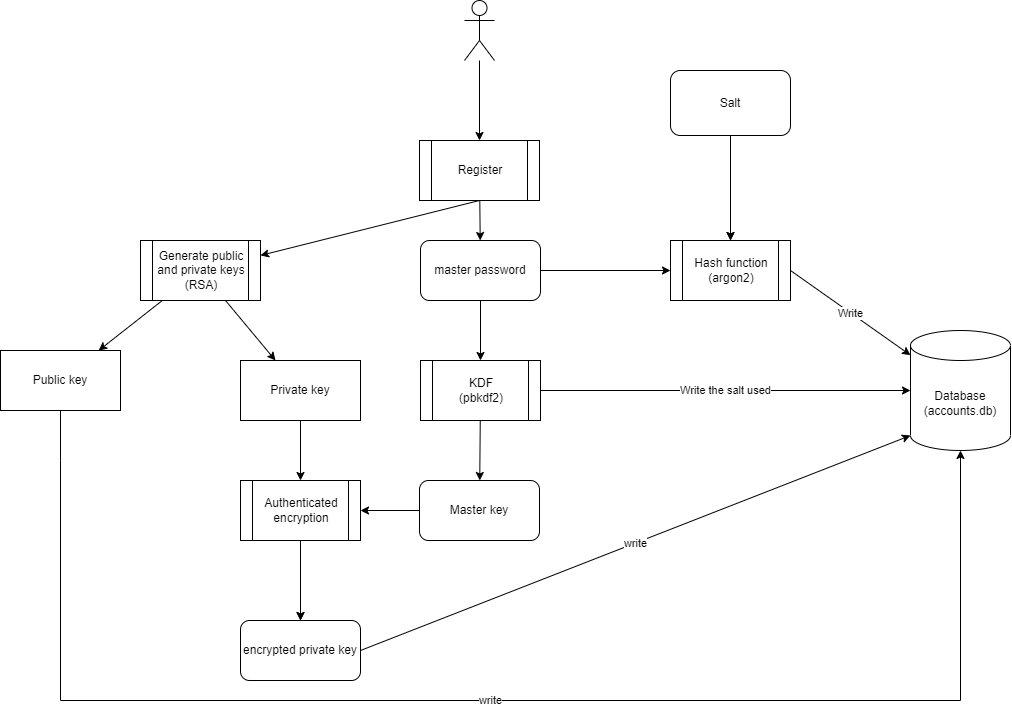 Salt
Register
Generate public
and private keys
(RSA)
master password
Hash function
(argon2)
Write
Public key
Private key
KDF
(pbkdf2)
Write the salt used
Database
(accounts.db)
Authenticated
encryption
Master key
write
encrypted private key
write